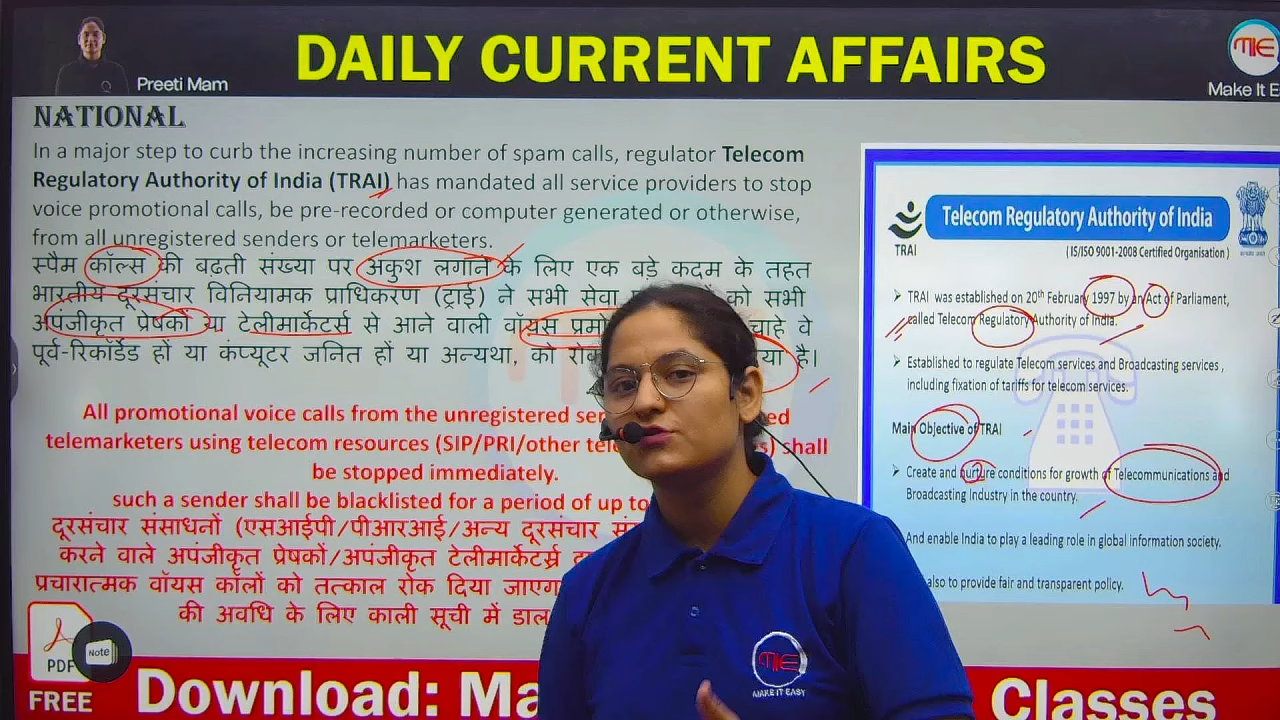 Preeti Mam
DAILY CURRENT AFFAIRS
MIE
Make It E
NATIONAL
In a major step to curb the increasing number of spam calls, regulator Telecom
Regulatory Authority of India (TRAI) has mandated all service providers to stop
voice promotional calls, be pre-recorded or computer generated or otherwise,
from all unregistered senders or telemarketers.
स्पैम कॉल्स की बढ़ती संख्या पर अंकुश लगाने के लिए एक बड़े कदम के तहत
भारतीय दूरसंचार विनियामक प्राधिकरण (ट्राई) ने सभी सेवा को सभी
अपंजीकृत प्रेषकों या टेलीमार्केटर्स से आने वाली वॉयस चाहे वे
पूर्व-रिकॉर्डेड हों या कंप्यूटर जनित हों या अन्यथा, को है।
All promotional voice calls from the unregistered
telemarketers using telecom resources (SIP/PRI/other shall
be stopped immediately.
such a sender shall be blacklisted for a period of up to
दूरसंचार संसाधनों (एसआईपी/पीआरआई/अन्य दूरसंचार
करने वाले अपंजीकृत प्रेषकों/अपंजीकृत
प्रचारात्मक वॉयस कॉलों को तत्काल रोक दिया
की अवधि के लिए काली सूची में
TRAI
Telecom Regulatory Authority of India
( IS/ISO 9001-2008 Certified Organisation )
➢ TRAI was established on 20th February 1997 by an Act of Parliament,
called Telecom Regulatory Authority of India.
➢ Established to regulate Telecom services and Broadcasting services ,
including fixation of tariffs for telecom services.
Main Objective of TRAI
➢ Create and nurture conditions for growth of Telecommunications and
Broadcasting Industry in the country.
And enable India to play a leading role in global information society.
also to provide fair and transparent policy.
PDF
Note
FREE
Download: Ma
Classes
MIE
MAKE IT EASY